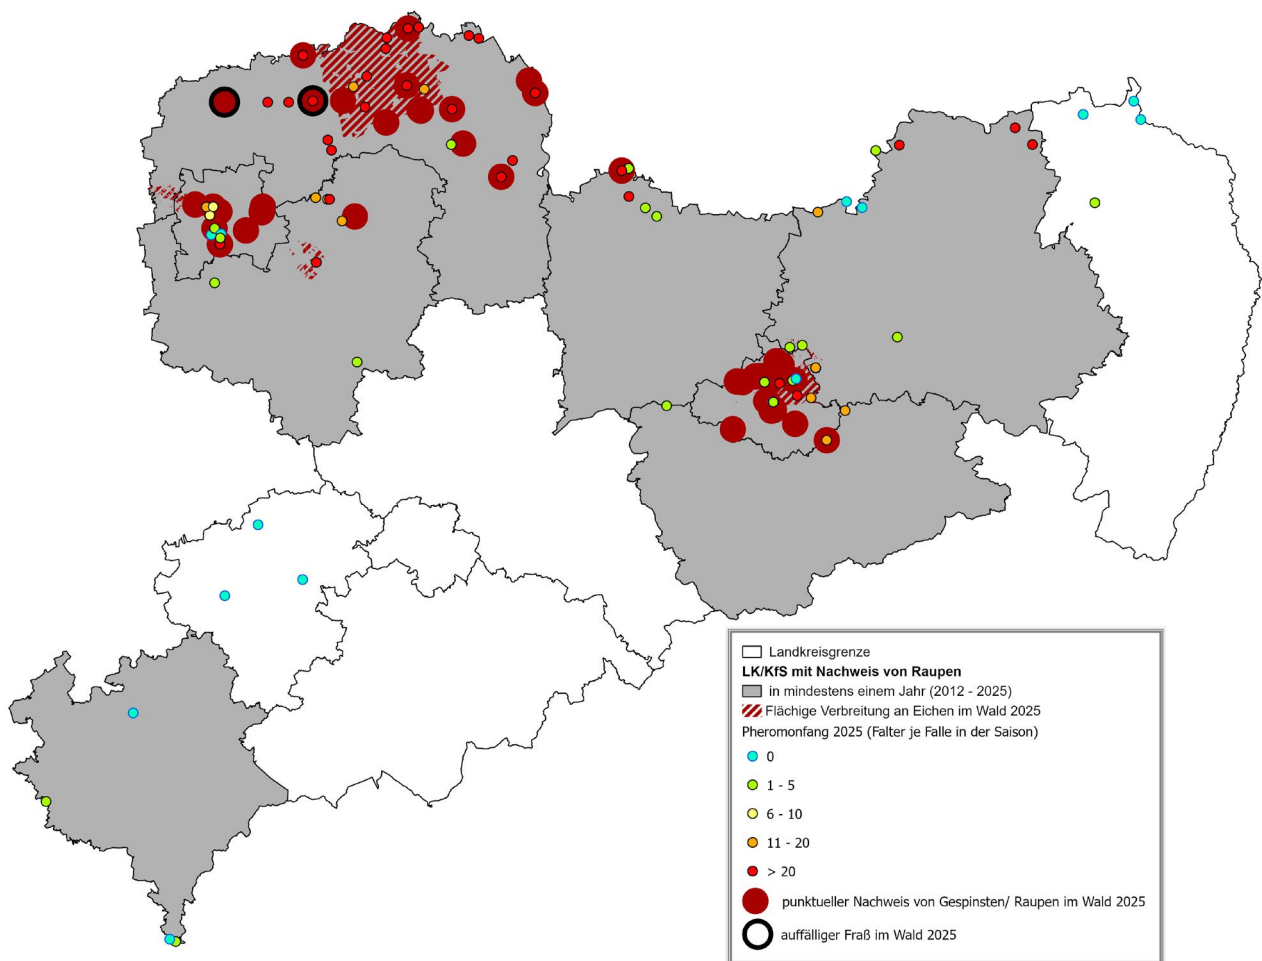 Landkreisgrenze
LK/KfS mit Nachweis von Raupen
in mindestens einem Jahr (2012 - 2025)
Flächige Verbreitung an Eichen im Wald 2025
Pheromonfang 2025 (Falter je Falle in der Saison)
0
1 - 5
6 - 10
11 - 20
> 20
punktueller Nachweis von Gespinsten/ Raupen im Wald 2025
auffälliger Fraß im Wald 2025